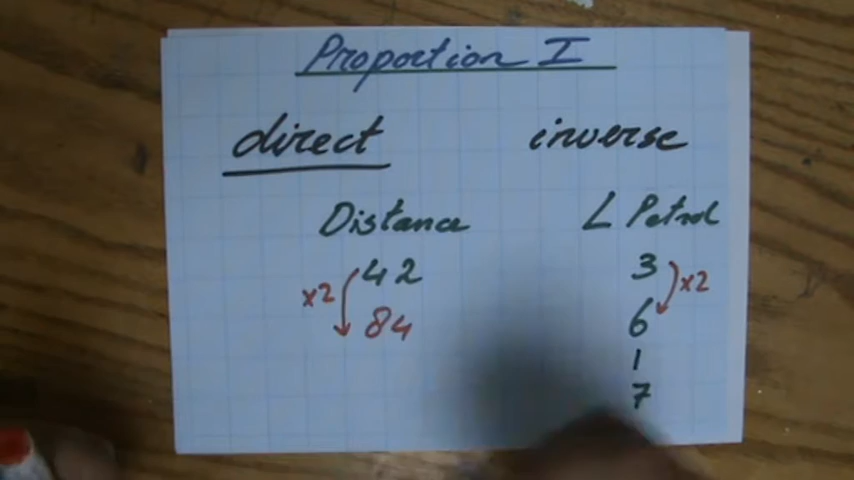 Proportion I
direct inverse
Distance L Petrol
x2 42 3 x2
84 6
1
7